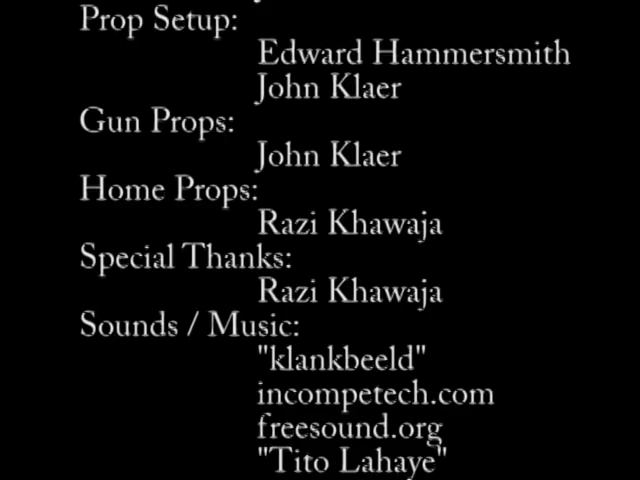 Prop Setup:
Edward Hammersmith
John Klaer
Gun Props:
John Klaer
Home Props:
Razi Khawaja
Special Thanks:
Razi Khawaja
Sounds / Music:
"klankbeeld"
incompetech.com
freesound.org
"Tito Lahaye"